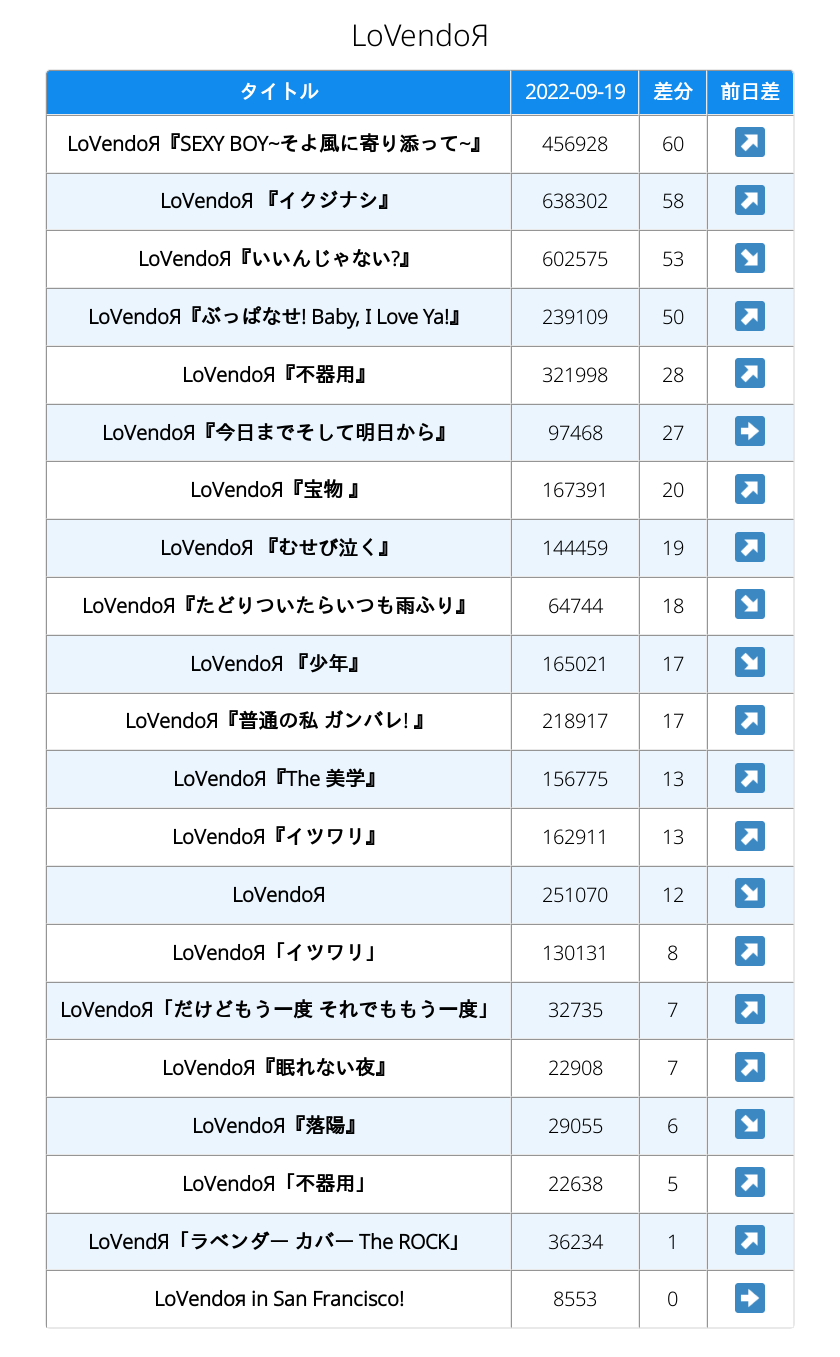 LoVendoЯ
タイトル 2022-09-19 差分 前日差
LoVendoЯ『SEXY BOY~そよ風に寄り添って~』 456928 60
LoVendoЯ 『イクジナシ』 638302 58
LoVendoЯ『いいんじゃない?』 602575 53
LoVendoЯ『ぶっぱなせ! Baby, I Love Ya!』 239109 50
LoVendoЯ『不器用』 321998 28
LoVendoЯ『今日までそして明日から』 97468 27
LoVendoЯ『宝物 』 167391 20
LoVendoЯ 『むせび泣く』 144459 19
LoVendoЯ『たどりついたらいつも雨ふり』 64744 18
LoVendoЯ 『少年』 165021 17
LoVendoЯ『普通の私 ガンバレ! 』 218917 17
LoVendoЯ『The 美学』 156775 13
LoVendoЯ『イツワリ』 162911 13
LoVendoЯ 251070 12
LoVendoЯ「イツワリ」 130131 8
LoVendoЯ「だけどもう一度 それでももう一度」 32735 7
LoVendoЯ『眠れない夜』 22908 7
LoVendoЯ『落陽』 29055 6
LoVendoЯ「不器用」 22638 5
LoVendЯ「ラベンダー カバー The ROCK」 36234 1
LoVendoя in San Francisco! 8553 0